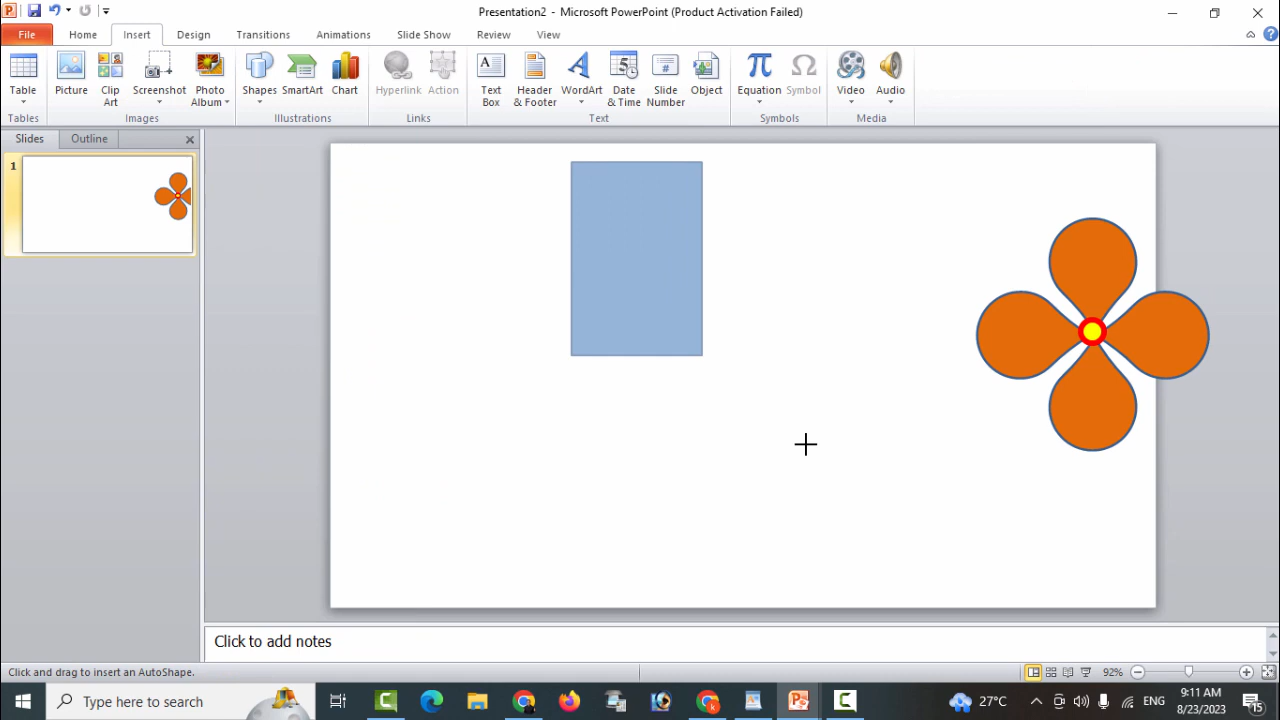 Presentation2 - Microsoft PowerPoint (Product Activation Failed)
File Home Insert Design Transitions Animations Slide Show Review View
Table Picture Clip Art Screenshot Photo Album Shapes SmartArt Chart Hyperlink Action Text Box Header & Footer WordArt Date & Time Slide Number Object Equation Symbol Video Audio
Tables Images Illustrations Links Text Symbols Media
Slides Outline
1
Click to add notes
Click and drag to insert an AutoShape. 92%
Type here to search 27°C ENG 9:11 AM 8/23/2023 15